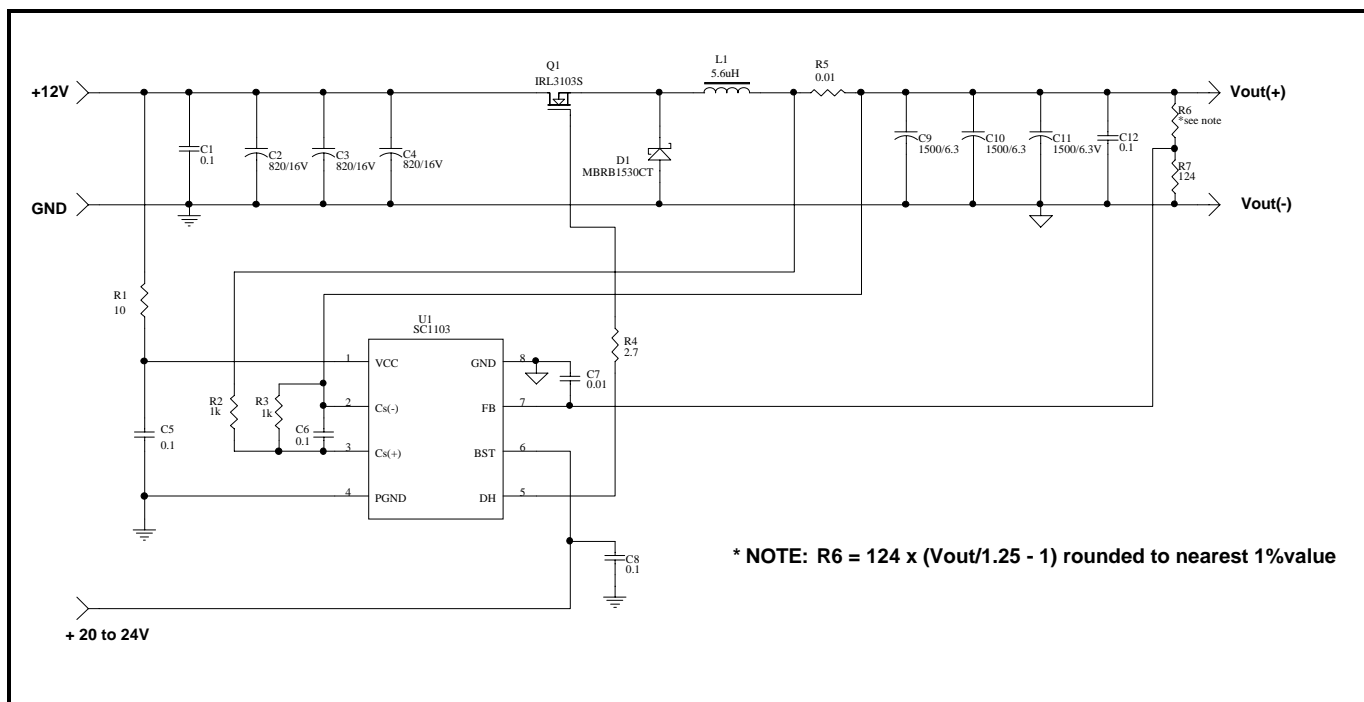 L1
5.6uH
Q1
IRL3103S
R5
0.01
+12V
Vout(+)
R6
*see note
C1
0.1
C2
820/16V
C3
820/16V
C4
820/16V
D1
MBRB1530CT
C9
1500/6.3
C10
1500/6.3
C11
1500/6.3V
C12
0.1
R7
124
GND
Vout(-)
R1
10
U1
SC1103
R4
2.7
1
VCC
GND
8
C7
0.01
R2
1k
R3
1k
2
Cs(-)
FB
7
C5
0.1
C6
0.1
3
Cs(+)
BST
6
4
PGND
DH
5
C8
0.1
* NOTE: R6 = 124 x (Vout/1.25 - 1) rounded to nearest 1%value
+ 20 to 24V